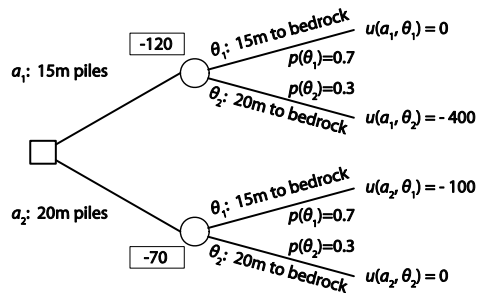 -120
θ₁: 15m to bedrock
u(a₁, θ₁) = 0
a₁: 15m piles
p(θ₁)=0.7
p(θ₂)=0.3
θ₂: 20m to bedrock
u(a₁, θ₂) = - 400
θ₁: 15m to bedrock
u(a₂, θ₁) = - 100
a₂: 20m piles
p(θ₁)=0.7
p(θ₂)=0.3
-70
θ₂: 20m to bedrock
u(a₂, θ₂) = 0